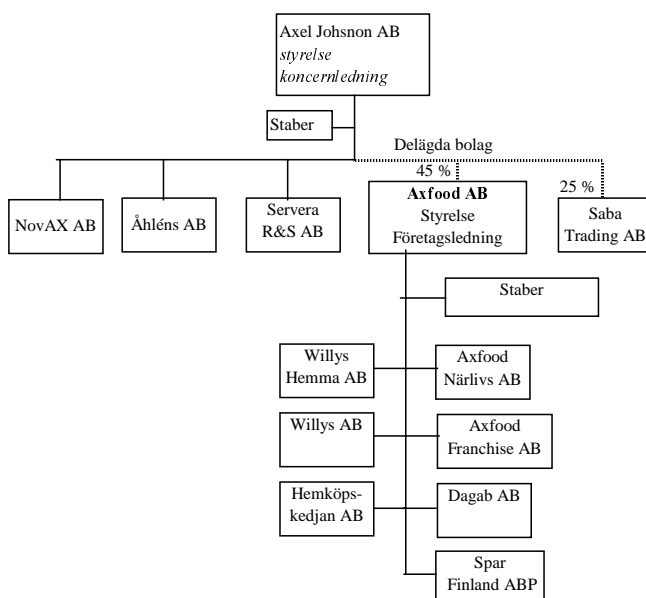 Axel Johsnon AB
styrelse
koncernledning
Staber
Delägda bolag
45 %
25 %
NovAX AB
Åhléns AB
Servera
R&S AB
Axfood AB
Styrelse
Företagsledning
Saba
Trading AB
Staber
Willys
Hemma AB
Axfood
Närlivs AB
Willys AB
Axfood
Franchise AB
Hemköps-
kedjan AB
Dagab AB
Spar
Finland ABP